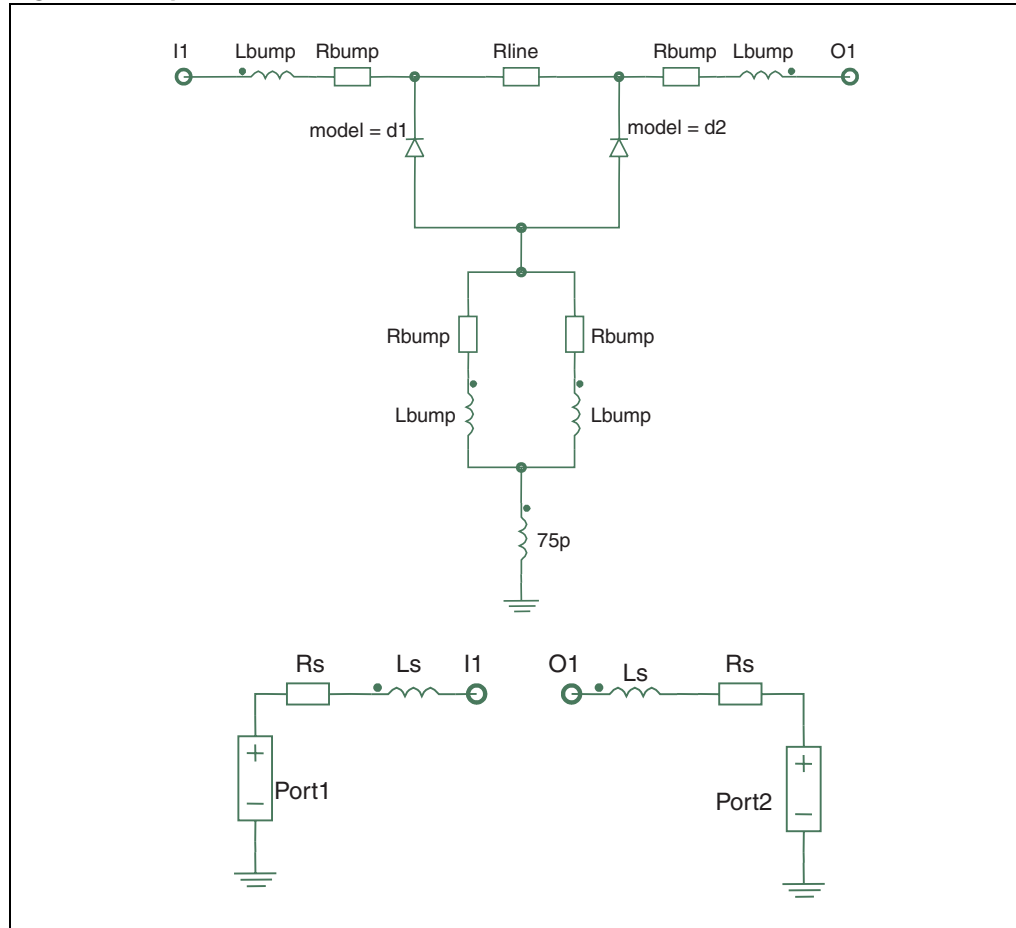 I1 Lbump Rbump Rline Rbump Lbump O1
model = d1 model = d2
Rbump Rbump
Lbump Lbump
75p
Rs Ls I1 O1 Ls Rs
+ +
Port1 Port2
− −